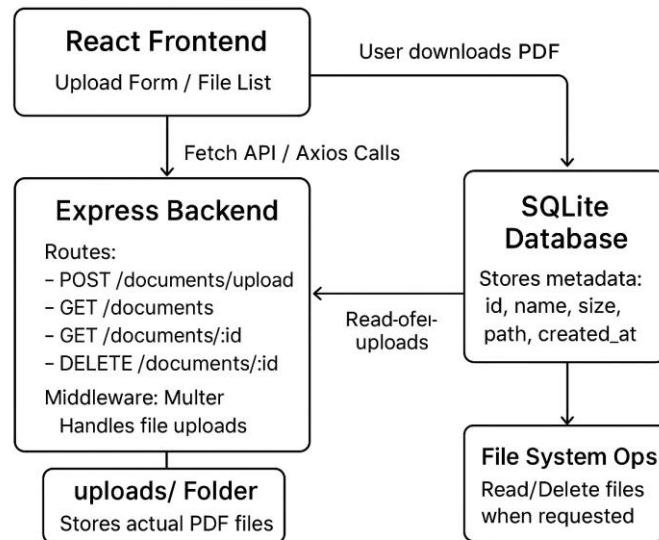 React Frontend
Upload Form / File List
User downloads PDF
Fetch API / Axios Calls
Express Backend
Routes:
– POST /documents/upload
– GET /documents
– GET /documents/:id
– DELETE /documents/:id
Middleware: Multer
Handles file uploads
uploads/ Folder
Stores actual PDF files
Read-ofer-
uploads
SQLite
Database
Stores metadata:
id, name, size,
path, created_at
File System Ops
Read/Delete files
when requested